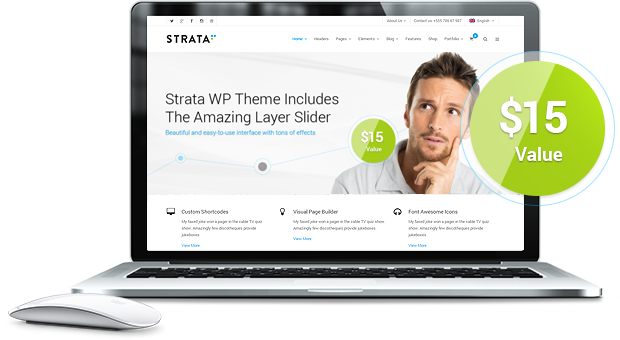 About Us
Contact us: +535 765 67 987
English
STRATA
Home
Headers
Pages
Elements
Blog
Features
Shop
Portfolio
Strata WP Theme Includes
The Amazing Layer Slider
Beautiful and easy-to-use interface with tons of effects
$15
Value
$15
Value
Custom Shortcodes
My faxed joke won a pager in the cable TV quiz
show. Amazingly few discotheques provide
jukeboxes.
View More
Visual Page Builder
My faxed joke won a pager in the cable TV quiz
show. Amazingly few discotheques provide jukeboxes.
View More
Font Awesome Icons
My faxed joke won a pager in the cable TV quiz
show. Amazingly few discotheques provide
jukeboxes.
View More